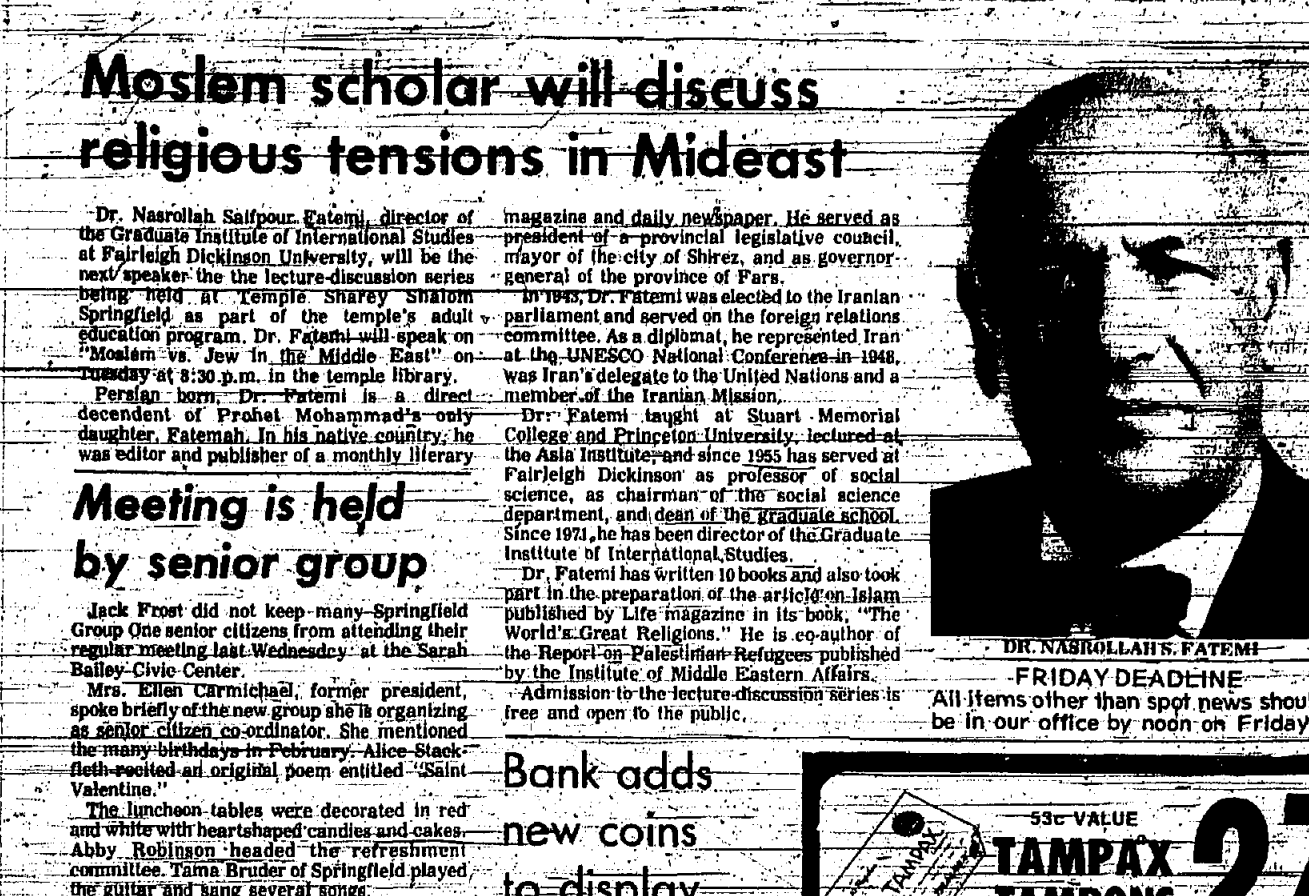 Moslem scholar will discuss
religious tensions in Mideast
Dr. Nasrollah Saifpour Fatemi, director of
the Graduate Institute of International Studies
at Fairleigh Dickinson University, will be the
next speaker the the lecture-discussion series
being held at Temple Sharey Shalom
Springfield as part of the temple's adult
education program. Dr. Fatemi will speak on
"Moslem vs. Jew in the Middle East" on
Tuesday at 8:30 p.m. in the temple library.
Persian born, Dr. Fatemi is a direct
decendent of Prohet Mohammad's only
daughter, Fatemah. In his native country, he
was editor and publisher of a monthly literary
magazine and daily newspaper. He served as
president of a provincial legislative council,
mayor of the city of Shirez, and as governor-
general of the province of Fars.
In 1943, Dr. Fatemi was elected to the Iranian
parliament and served on the foreign relations
committee. As a diplomat, he represented Iran
at the UNESCO National Conference in 1948,
was Iran's delegate to the United Nations and a
member of the Iranian Mission.
Dr. Fatemi taught at Stuart Memorial
College and Princeton University, lectured at
the Asia Institute, and since 1955 has served at
Fairleigh Dickinson as professor of social
science, as chairman of the social science
department, and dean of the graduate school.
Since 1971, he has been director of the Graduate
Institute of International Studies.
Dr. Fatemi has written 10 books and also took
part in the preparation of the article on Islam
published by Life magazine in its book, "The
World's Great Religions." He is co-author of
the Report on Palestinian Refugees published
by the Institute of Middle Eastern Affairs.
Admission to the lecture-discussion series is
free and open to the public.
DR. NASROLLAH S. FATEMI
FRIDAY DEADLINE
All items other than spot news shou
be in our office by noon on Friday
Meeting is held
by senior group
Jack Frost did not keep many Springfield
Group One senior citizens from attending their
regular meeting last Wednesdcy at the Sarah
Bailey Civic Center.
Mrs. Ellen Carmichael, former president,
spoke briefly of the new group she is organizing
as senior citizen co-ordinator. She mentioned
the many birthdays in February. Alice Stack-
fleth recited an original poem entitled "Saint
Valentine."
The luncheon tables were decorated in red
and white with heartshaped candies and cakes.
Abby Robinson headed the refreshment
committee. Tama Bruder of Springfield played
the guitar and sang several songs.
Bank adds
new coins
to display
TAMPAX
53c VALUE
TAMPAX
TAMPONS
27